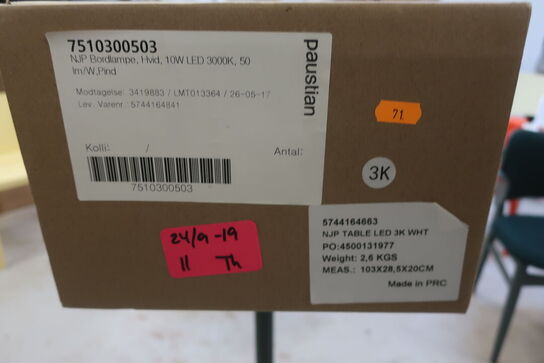 7510300503
NJP Bordlampe, Hvid, 10W LED 3000K, 50
lm/W,Pind
Modtagelse: 3419883 / LMT013364 / 26-05-17
Lev. Varenr.: 5744164841
Kolli: /
Antal:
7510300503
paustian
71
3K
24/9-19
11 Th
5744164663
NJP TABLE LED 3K WHT
PO:4500131977
Weight: 2,6 KGS
MEAS.: 103X28,5X20CM
Made in PRC